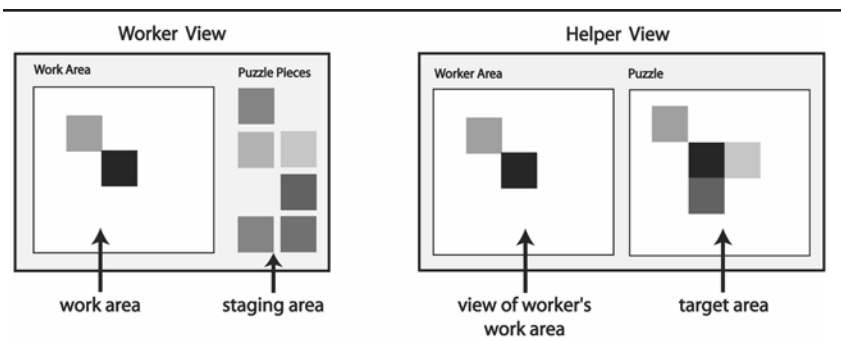 Worker View
Helper View
Work Area
Puzzle Pieces
Worker Area
Puzzle
work area
staging area
view of worker's
work area
target area